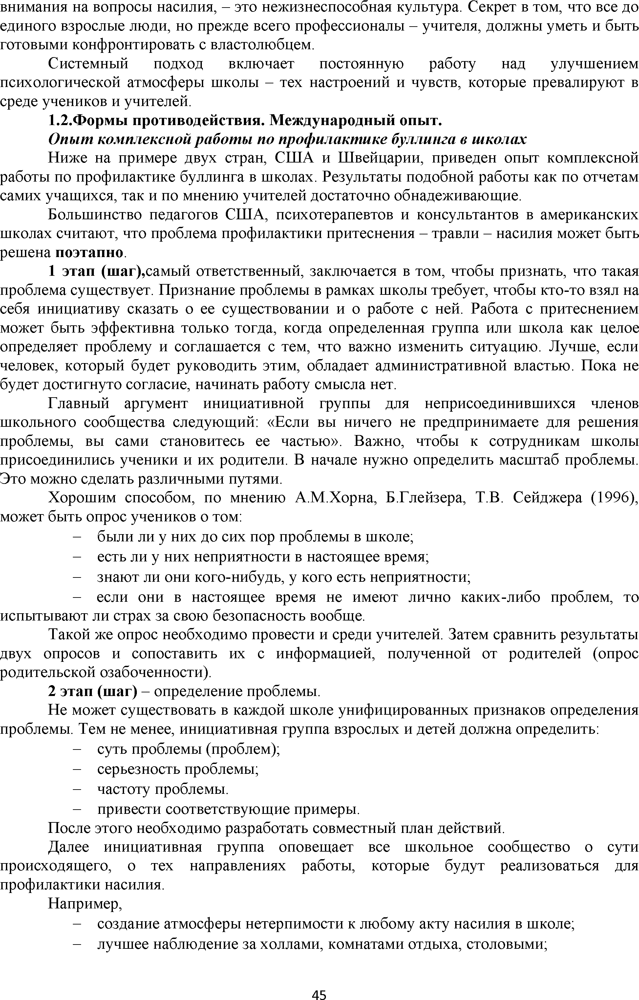 внимания на вопросы насилия, – это нежизнеспособная культура. Секрет в том, что все до
единого взрослые люди, но прежде всего профессионалы – учителя, должны уметь и быть
готовыми конфронтировать с властолюбцем.
Системный подход включает постоянную работу над улучшением
психологической атмосферы школы – тех настроений и чувств, которые превалируют в
среде учеников и учителей.
1.2.Формы противодействия. Международный опыт.
Опыт комплексной работы по профилактике буллинга в школах
Ниже на примере двух стран, США и Швейцарии, приведен опыт комплексной
работы по профилактике буллинга в школах. Результаты подобной работы как по отчетам
самих учащихся, так и по мнению учителей достаточно обнадеживающие.
Большинство педагогов США, психотерапевтов и консультантов в американских
школах считают, что проблема профилактики притеснения – травли – насилия может быть
решена поэтапно.
1 этап (шаг),самый ответственный, заключается в том, чтобы признать, что такая
проблема существует. Признание проблемы в рамках школы требует, чтобы кто-то взял на
себя инициативу сказать о ее существовании и о работе с ней. Работа с притеснением
может быть эффективна только тогда, когда определенная группа или школа как целое
определяет проблему и соглашается с тем, что важно изменить ситуацию. Лучше, если
человек, который будет руководить этим, обладает административной властью. Пока не
будет достигнуто согласие, начинать работу смысла нет.
Главный аргумент инициативной группы для неприсоединившихся членов
школьного сообщества следующий: «Если вы ничего не предпринимаете для решения
проблемы, вы сами становитесь ее частью». Важно, чтобы к сотрудникам школы
присоединились ученики и их родители. В начале нужно определить масштаб проблемы.
Это можно сделать различными путями.
Хорошим способом, по мнению А.М.Хорна, Б.Глейзера, Т.В. Сейджера (1996),
может быть опрос учеников о том:
– были ли у них до сих пор проблемы в школе;
– есть ли у них неприятности в настоящее время;
– знают ли они кого-нибудь, у кого есть неприятности;
– если они в настоящее время не имеют лично каких-либо проблем, то
испытывают ли страх за свою безопасность вообще.
Такой же опрос необходимо провести и среди учителей. Затем сравнить результаты
двух опросов и сопоставить их с информацией, полученной от родителей (опрос
родительской озабоченности).
2 этап (шаг) – определение проблемы.
Не может существовать в каждой школе унифицированных признаков определения
проблемы. Тем не менее, инициативная группа взрослых и детей должна определить:
– суть проблемы (проблем);
– серьезность проблемы;
– частоту проблемы.
– привести соответствующие примеры.
После этого необходимо разработать совместный план действий.
Далее инициативная группа оповещает все школьное сообщество о сути
происходящего, о тех направлениях работы, которые будут реализоваться для
профилактики насилия.
Например,
– создание атмосферы нетерпимости к любому акту насилия в школе;
– лучшее наблюдение за холлами, комнатами отдыха, столовыми;
45